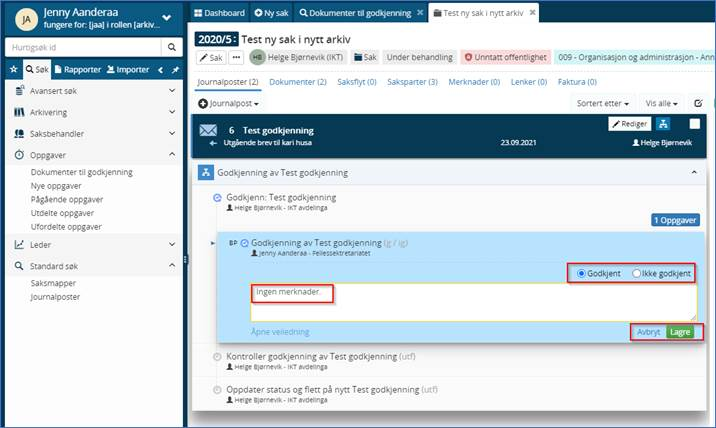 JA
Jenny Aanderaa
fungere for: [jaa] i rollen [arkiv...
Hurtigsøk id
Søk
Rapporter
Importer
Avansert søk
Arkivering
Saksbehandler
Oppgaver
Dokumenter til godkjenning
Nye oppgaver
Pågående oppgaver
Utdelte oppgaver
Ufordelte oppgaver
Leder
Standard søk
Saksmapper
Journalposter
Dashboard
Ny sak
Dokumenter til godkjenning
Test ny sak i nytt arkiv
2020/5: Test ny sak i nytt arkiv
Sak
HB Helge Bjørnevik (IKT)
Sak
Under behandling
Unntatt offentlighet
009 - Organisasjon og administrasjon - Ann
Journalposter (2)
Dokumenter (2)
Saksflyt (0)
Saksparter (3)
Merknader (0)
Lenker (0)
Faktura (0)
Journalpost
Sortert etter
Vis alle
6 Test godkjenning
Rediger
Utgående brev til kari husa
23.09.2021
Helge Bjørnevik
Godkjenning av Test godkjenning
Godkjenn: Test godkjenning
Helge Bjørnevik - IKT avdelinga
1 Oppgaver
BP Godkjenning av Test godkjenning (g / ig)
Jenny Aanderaa - Fellessekretariatet
Godkjent
Ikke godkjent
Ingen merknader.
Åpne veiledning
Avbryt
Lagre
Kontroller godkjenning av Test godkjenning (utf)
Helge Bjørnevik - IKT avdelinga
Oppdater status og flett på nytt Test godkjenning (utf)
Helge Bjørnevik - IKT avdelinga